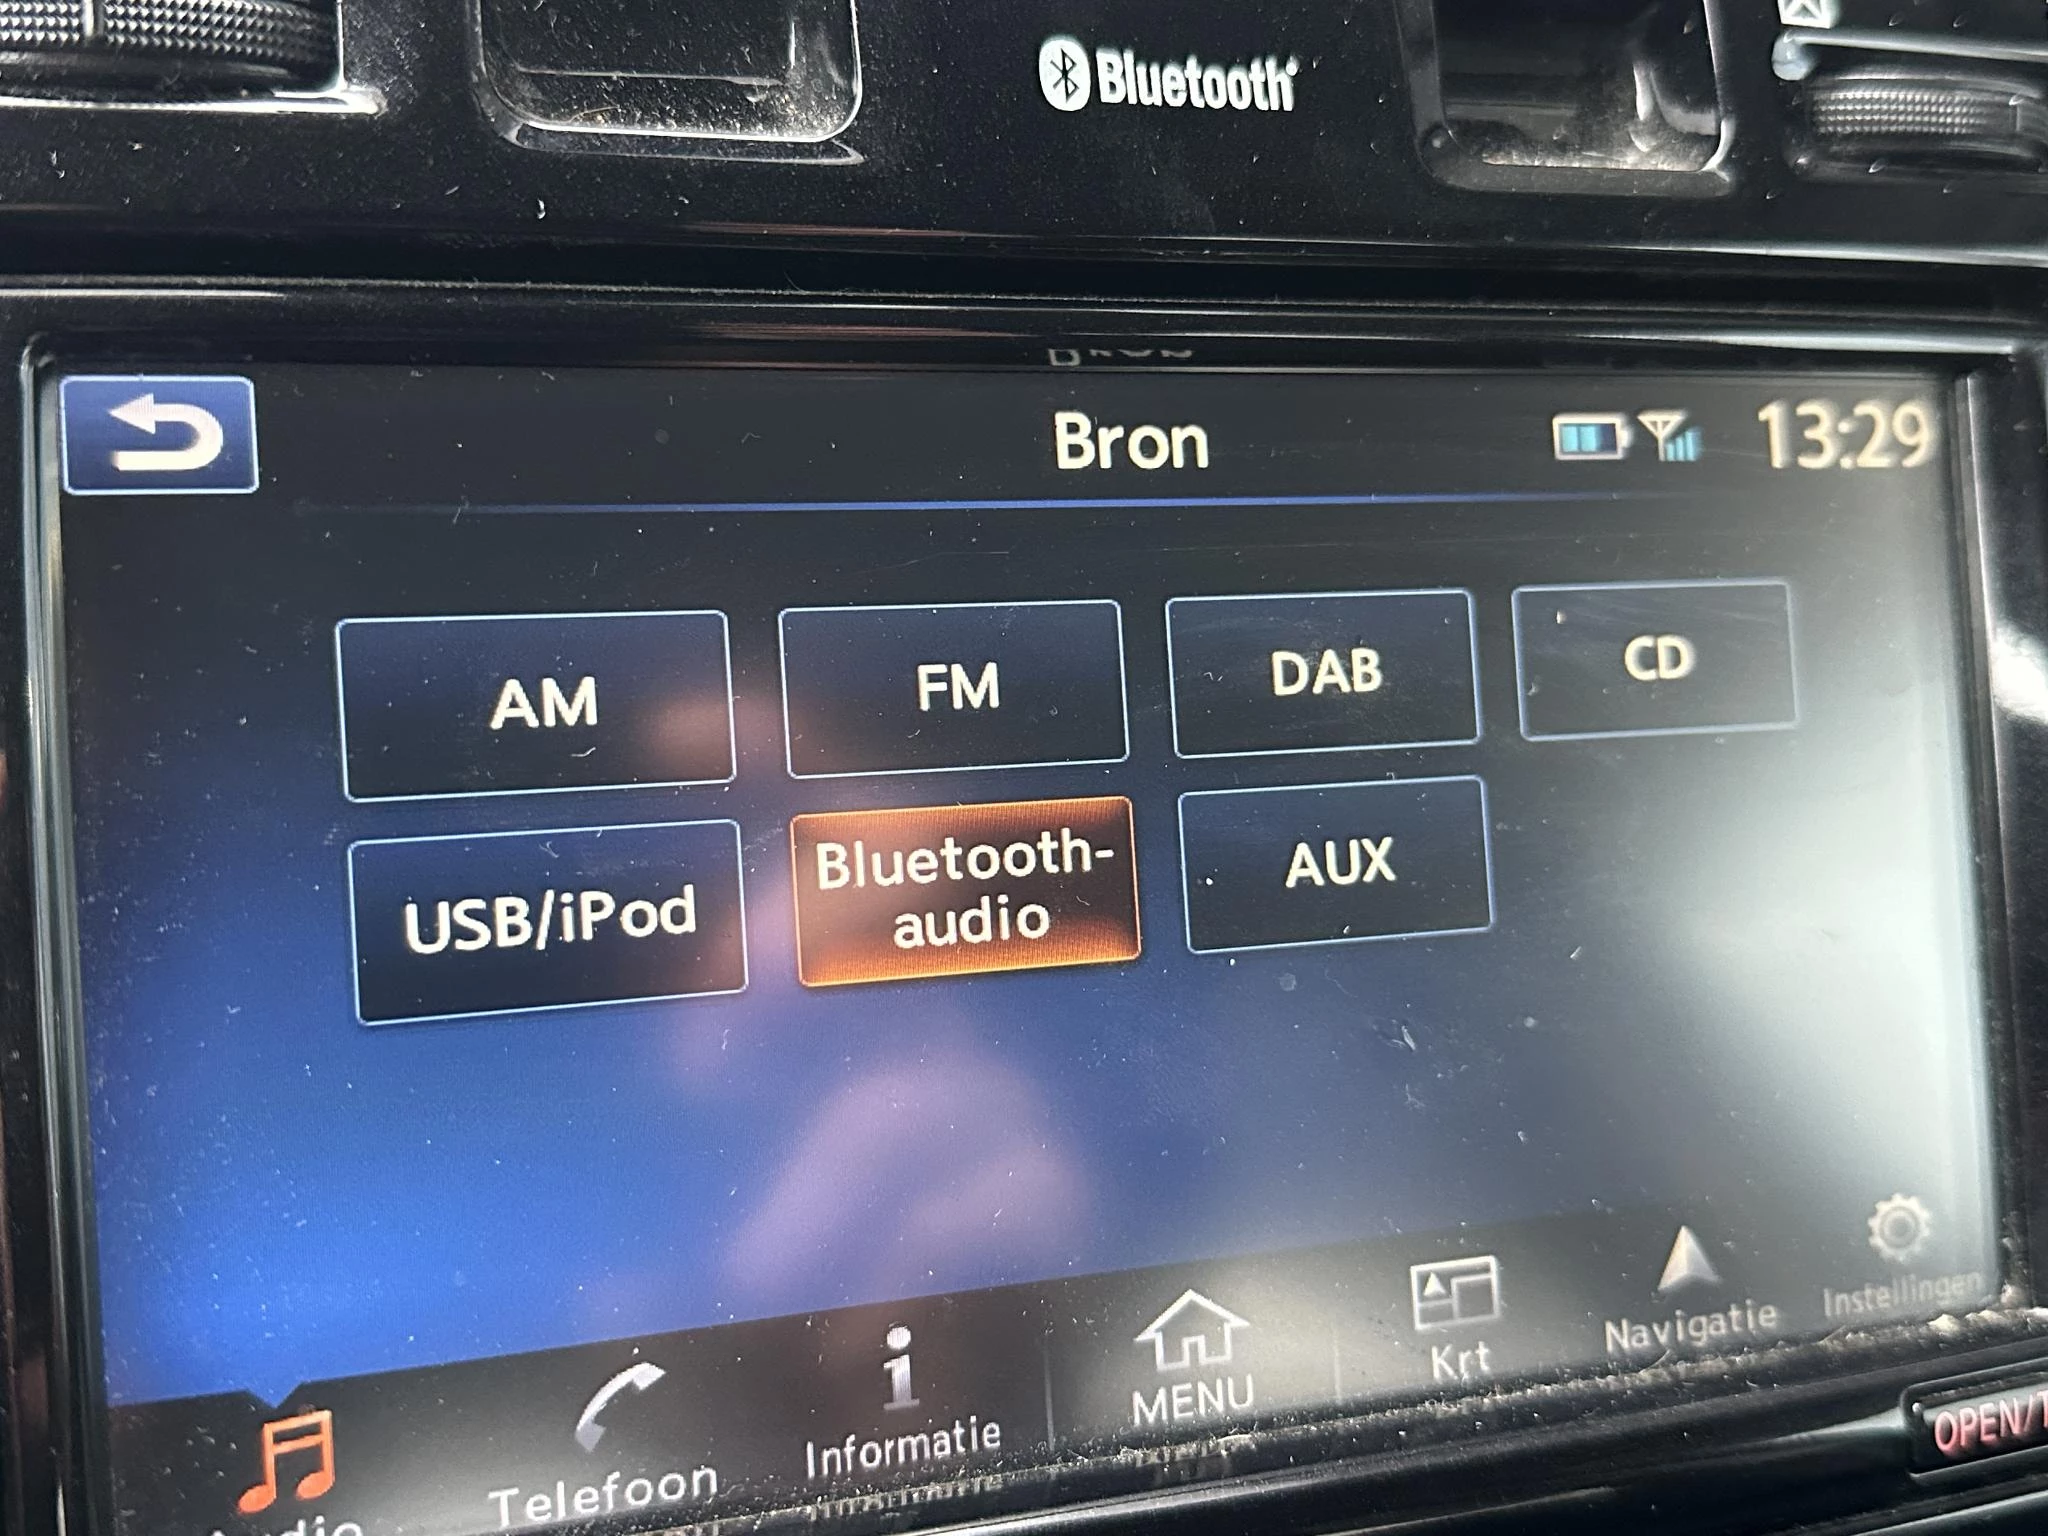 Bluetooth
Bron
13:29
AM
FM
DAB
CD
USB/iPod
Bluetooth-
audio
AUX
Audio
Telefoon
Informatie
MENU
Krt
Navigatie
Instellingen
OPEN/